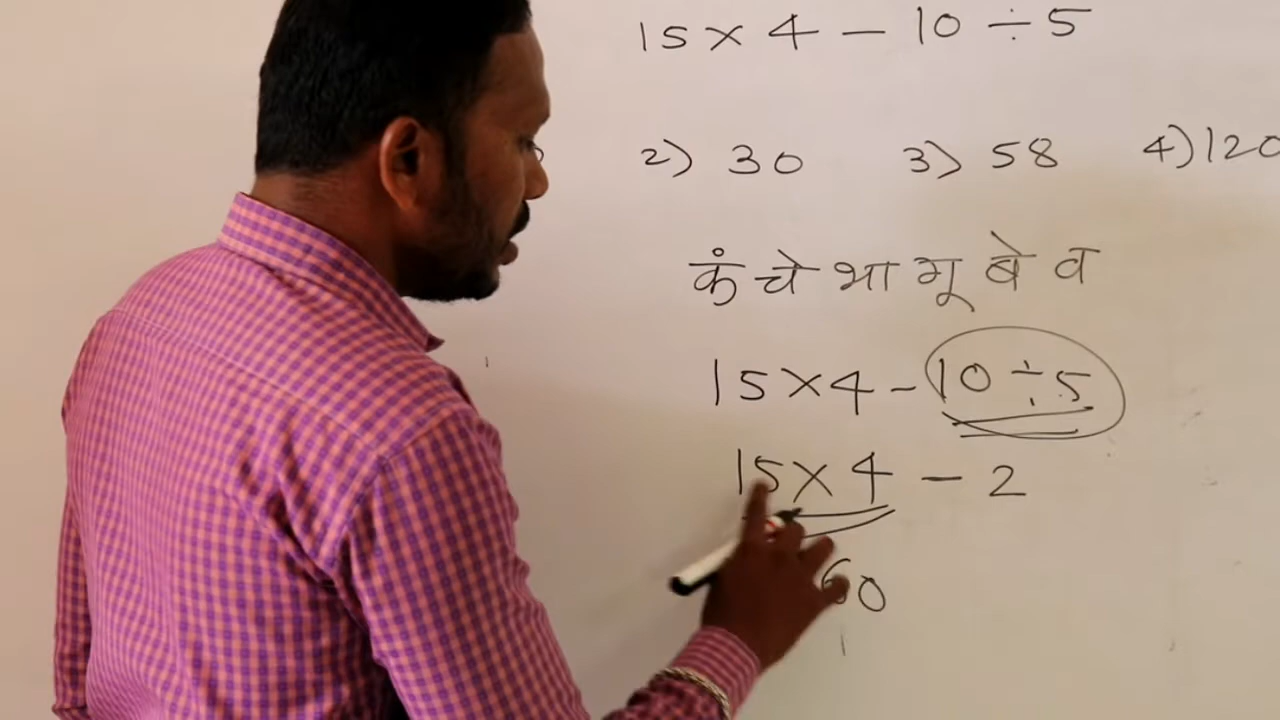 15 × 4 — 10 ÷ 5
2) 30 3) 58 4) 120
कं चे भा गू बे व
15 × 4 - 10 ÷ 5
15 × 4 — 2
60